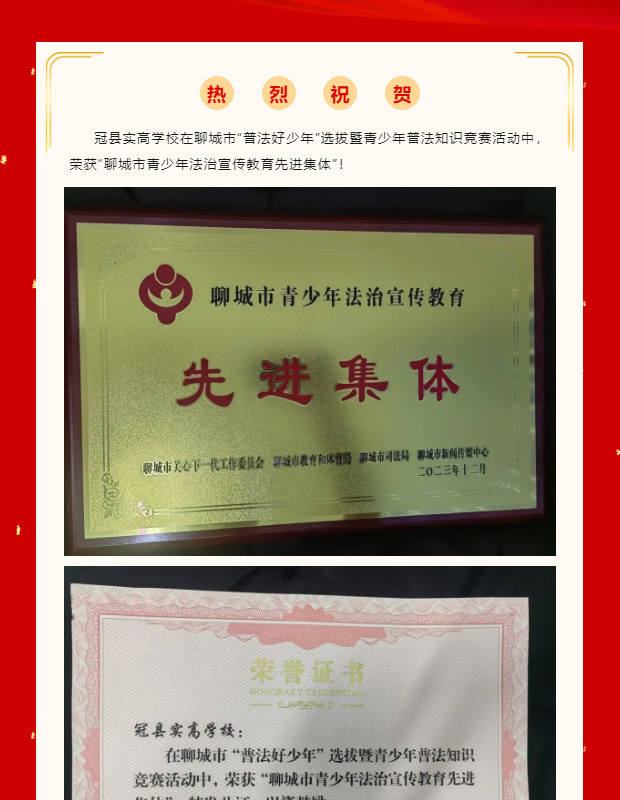 热烈祝贺
冠县实高学校在聊城市“普法好少年”选拔暨青少年普法知识竞赛活动中，
荣获“聊城市青少年法治宣传教育先进集体”！
聊城市青少年法治宣传教育
先进集体
聊城市关心下一代工作委员会 聊城市教育和体育局 聊城市司法局 聊城市新闻传媒中心
二〇二三年十二月
荣誉证书
HONORARY CREDENTIAL
冠县实高学校：
在聊城市“普法好少年”选拔暨青少年普法知识
竞赛活动中，荣获“聊城市青少年法治宣传教育先进